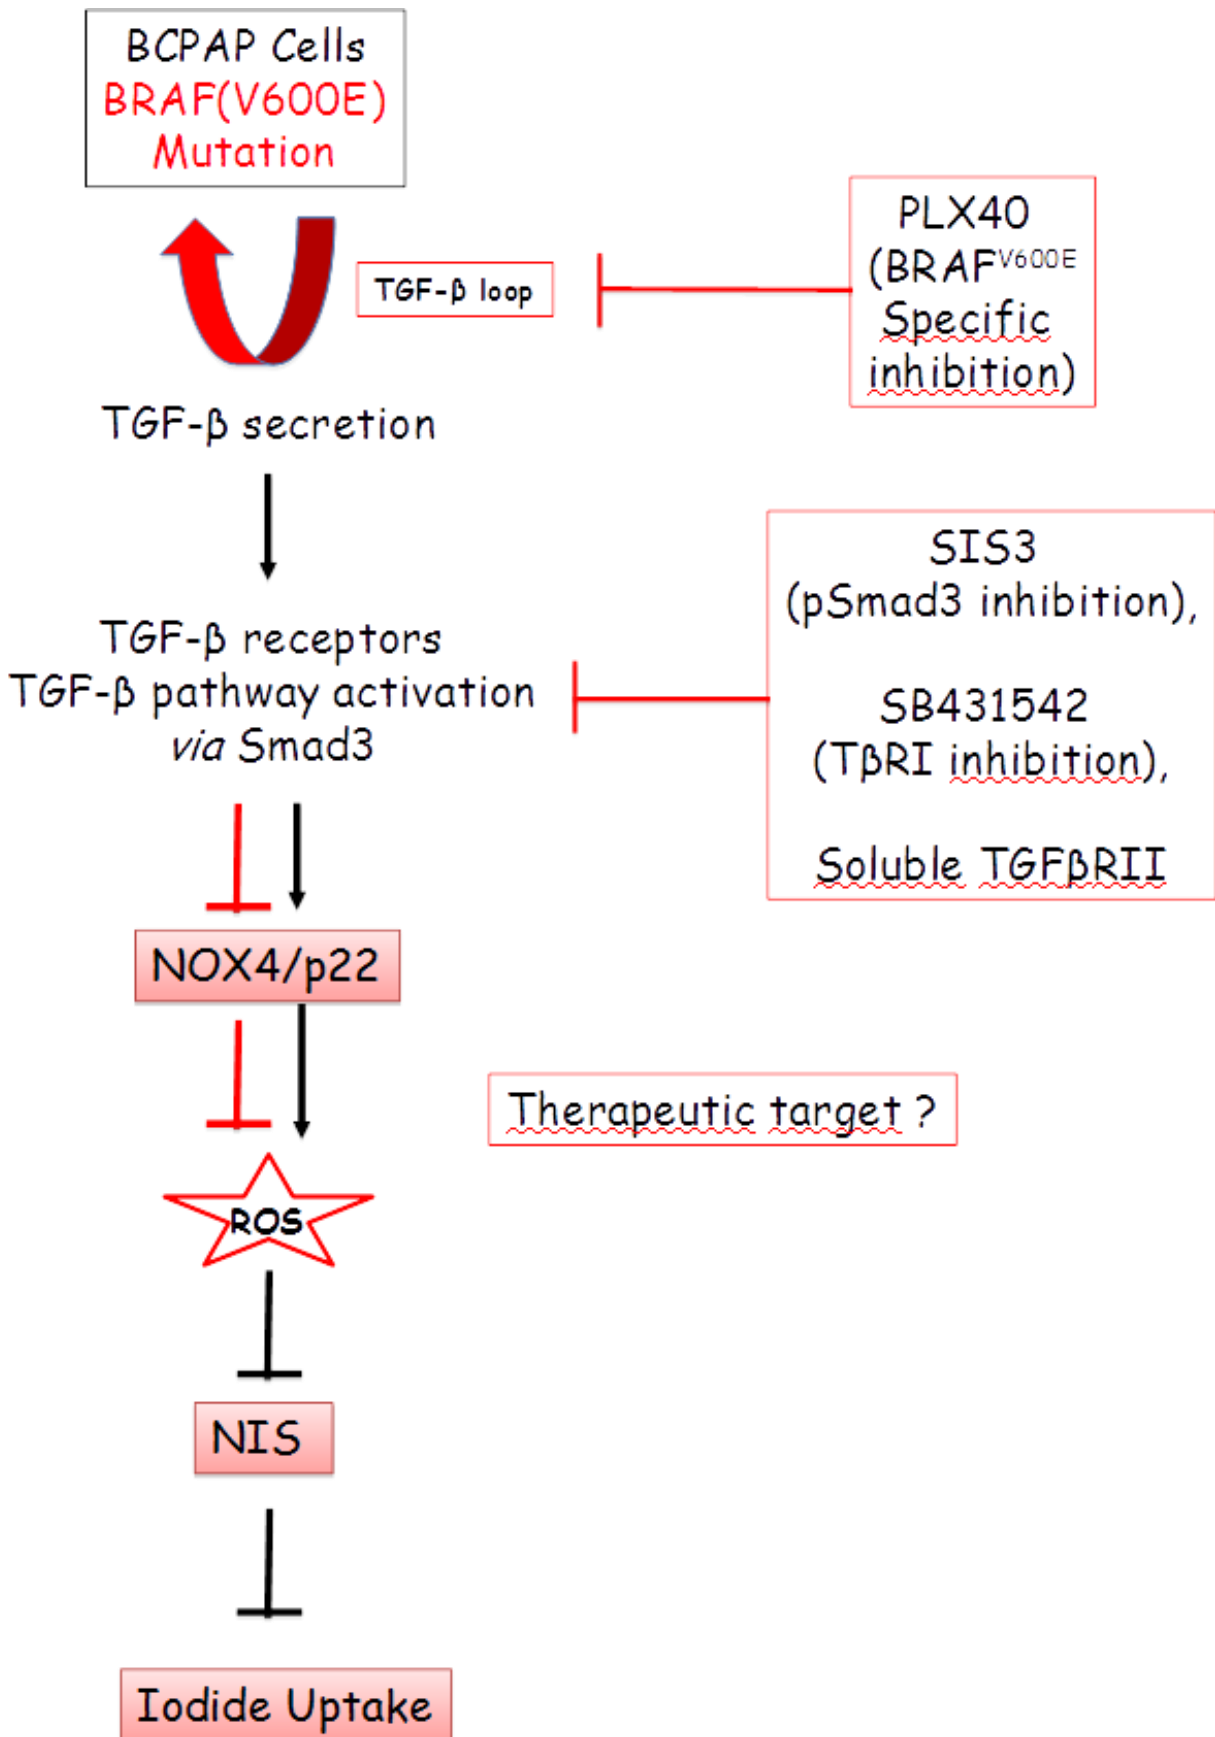 BCPAP Cells
BRAF(V600E)
Mutation
PLX40
(BRAFV600E
Specific
inhibition)
TGF-β loop
TGF-β secretion
SIS3
(pSmad3 inhibition),
SB431542
(TβRI inhibition),
Soluble TGFβRII
TGF-β receptors
TGF-β pathway activation
via Smad3
NOX4/p22
Therapeutic target ?
ROS
NIS
Iodide Uptake